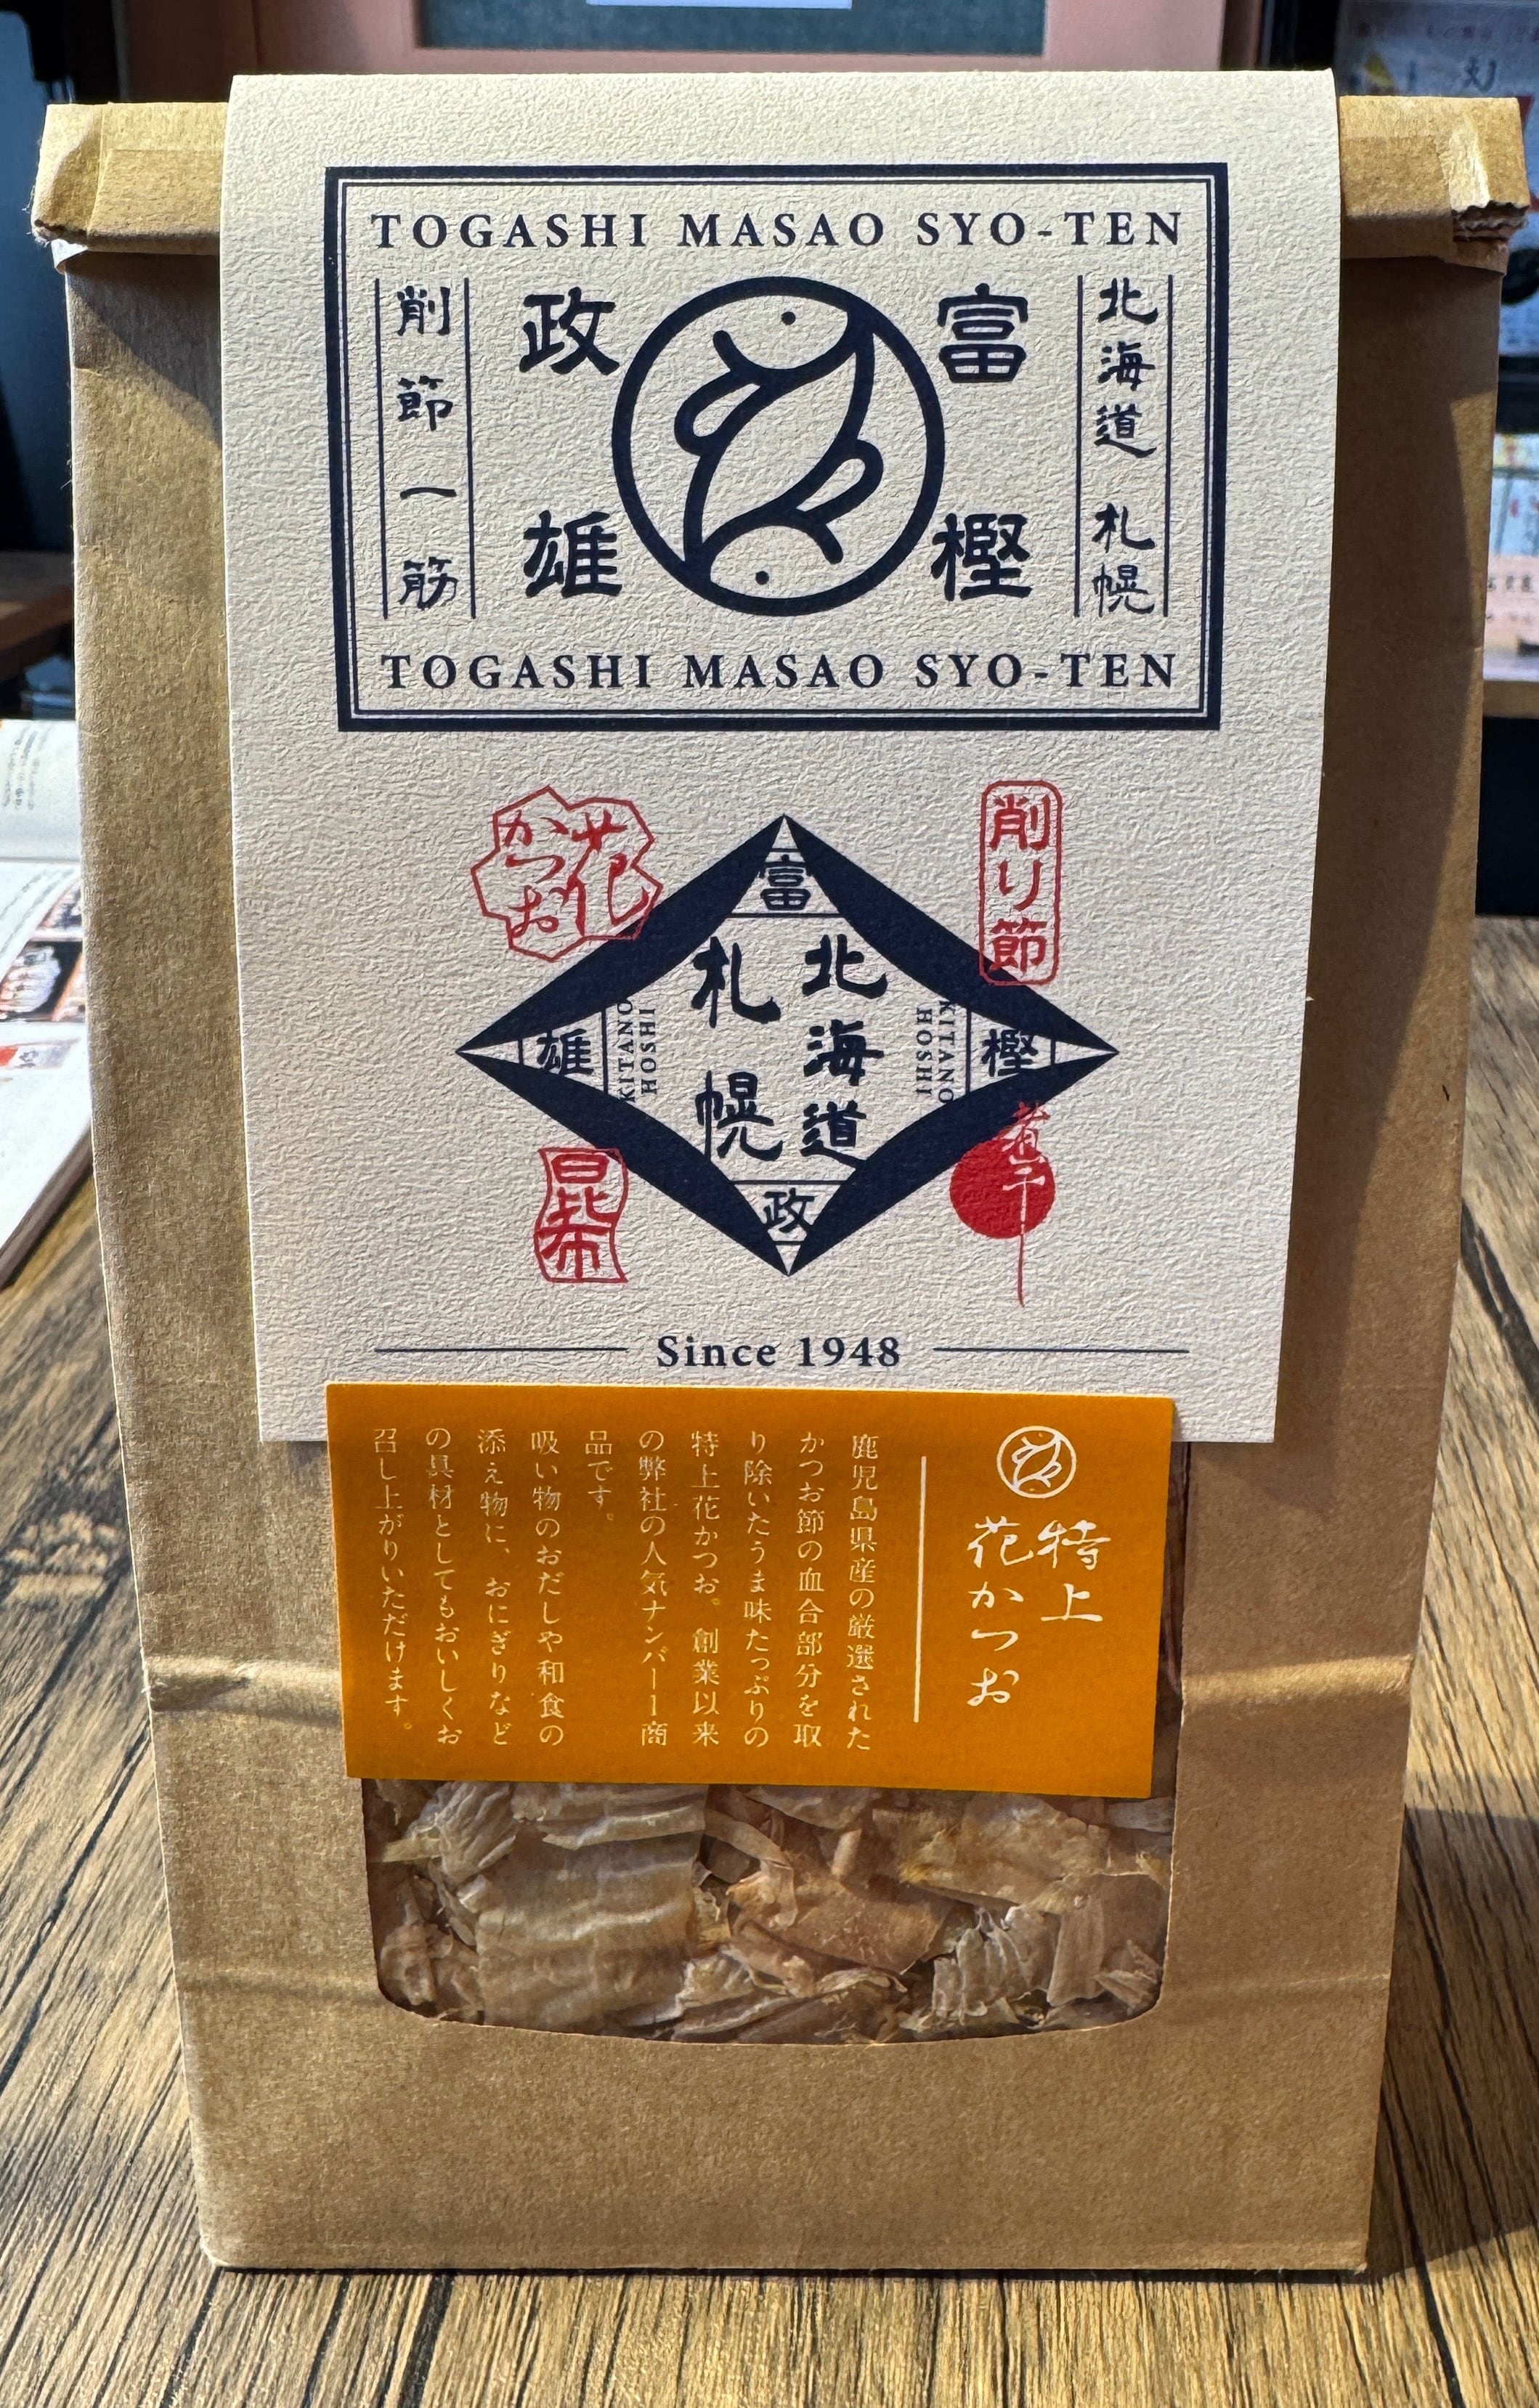 TOGASHI MASAO SYO-TEN
北海道 札幌
富樫
政雄
削節一筋
TOGASHI MASAO SYO-TEN
削り節
花かつお
富
樫
政
雄
北海道
札幌
KITANO
HOSHI
KITANO
HOSHI
煮干
昆布
Since 1948
特上
花かつお
鹿児島県産の厳選された
かつお節の血合部分を取
り除いたうま味たっぷりの
特上花かつお。創業以来
の弊社の人気ナンバー1商
品です。
吸い物のおだしや和食の
添え物に、おにぎりなど
の具材としてもおいしくお
召し上がりいただけます。